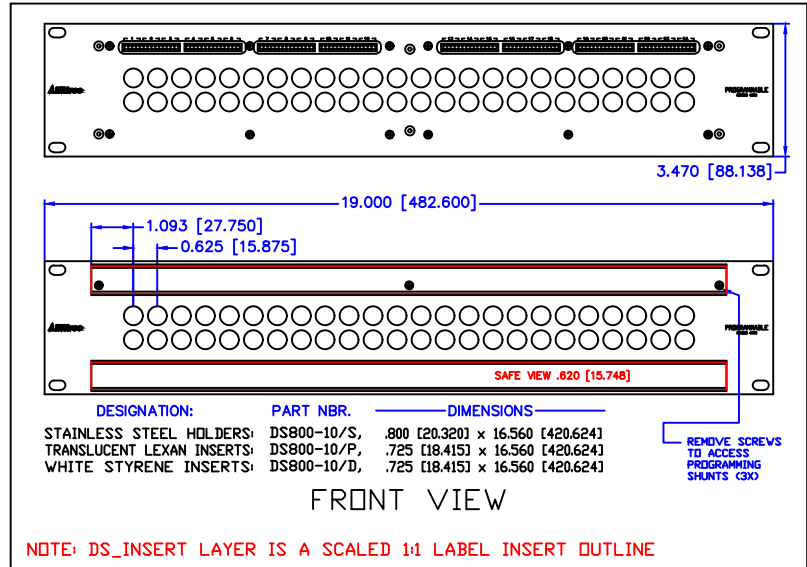 PROGRAMMABLE
3.470 [88.138]
19.000 [482.600]
1.093 [27.750]
0.625 [15.875]
PROGRAMMABLE
SAFE VIEW .620 [15.748]
DESIGNATION: PART NBR. DIMENSIONS
STAINLESS STEEL HOLDERS: DS800-10/S, .800 [20.320] x 16.560 [420.624]
TRANSLUCENT LEXAN INSERTS: DS800-10/P, .725 [18.415] x 16.560 [420.624]
WHITE STYRENE INSERTS: DS800-10/D, .725 [18.415] x 16.560 [420.624]
REMOVE SCREWS
TO ACCESS
PROGRAMMING
SHUNTS (3X)
FRONT VIEW
NOTE: DS_INSERT LAYER IS A SCALED 1:1 LABEL INSERT OUTLINE